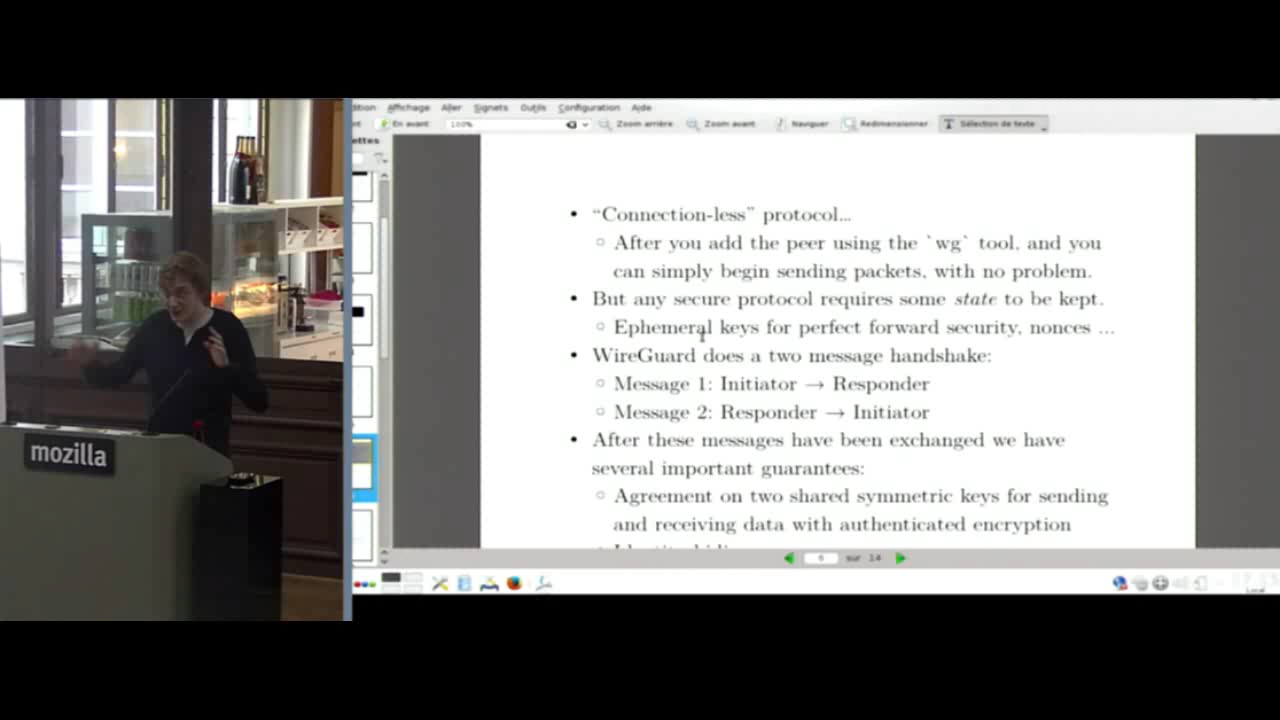 mozilla
Affichage Aller Signets Outils Configuration Aide
En avant 100% Zoom arrière Zoom avant Naviguer Redimensionner Sélection de texte
• “Connection-less” protocol...
◦ After you add the peer using the `wg` tool, and you
can simply begin sending packets, with no problem.
• But any secure protocol requires some state to be kept.
◦ Ephemeral keys for perfect forward security, nonces ...
• WireGuard does a two message handshake:
◦ Message 1: Initiator → Responder
◦ Message 2: Responder → Initiator
• After these messages have been exchanged we have
several important guarantees:
◦ Agreement on two shared symmetric keys for sending
and receiving data with authenticated encryption
6 sur 14